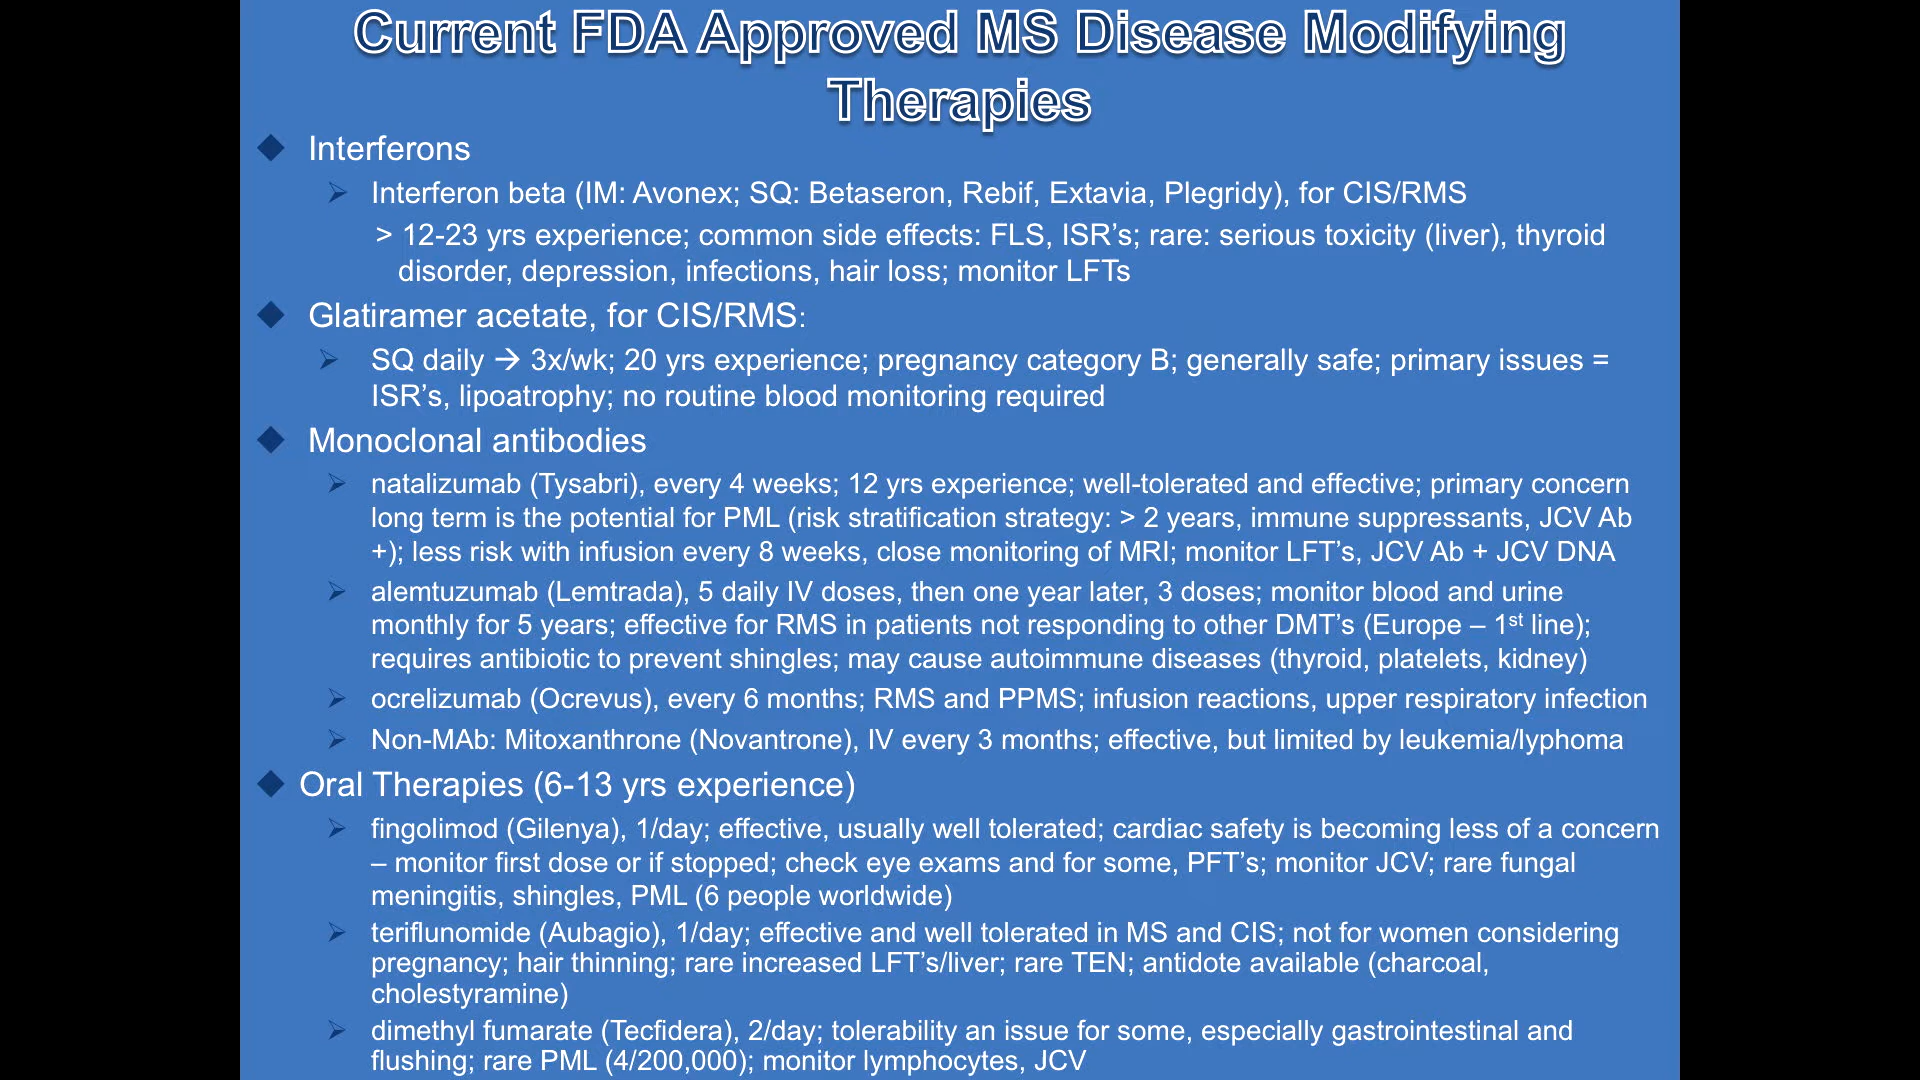 Current FDA Approved MS Disease Modifying
Therapies
Interferons
Interferon beta (IM: Avonex; SQ: Betaseron, Rebif, Extavia, Plegridy), for CIS/RMS
> 12-23 yrs experience; common side effects: FLS, ISR’s; rare: serious toxicity (liver), thyroid
disorder, depression, infections, hair loss; monitor LFTs
Glatiramer acetate, for CIS/RMS:
SQ daily → 3x/wk; 20 yrs experience; pregnancy category B; generally safe; primary issues =
ISR’s, lipoatrophy; no routine blood monitoring required
Monoclonal antibodies
natalizumab (Tysabri), every 4 weeks; 12 yrs experience; well-tolerated and effective; primary concern
long term is the potential for PML (risk stratification strategy: > 2 years, immune suppressants, JCV Ab
+); less risk with infusion every 8 weeks, close monitoring of MRI; monitor LFT’s, JCV Ab + JCV DNA
alemtuzumab (Lemtrada), 5 daily IV doses, then one year later, 3 doses; monitor blood and urine
monthly for 5 years; effective for RMS in patients not responding to other DMT’s (Europe – 1st line);
requires antibiotic to prevent shingles; may cause autoimmune diseases (thyroid, platelets, kidney)
ocrelizumab (Ocrevus), every 6 months; RMS and PPMS; infusion reactions, upper respiratory infection
Non-MAb: Mitoxanthrone (Novantrone), IV every 3 months; effective, but limited by leukemia/lyphoma
Oral Therapies (6-13 yrs experience)
fingolimod (Gilenya), 1/day; effective, usually well tolerated; cardiac safety is becoming less of a concern
– monitor first dose or if stopped; check eye exams and for some, PFT’s; monitor JCV; rare fungal
meningitis, shingles, PML (6 people worldwide)
teriflunomide (Aubagio), 1/day; effective and well tolerated in MS and CIS; not for women considering
pregnancy; hair thinning; rare increased LFT’s/liver; rare TEN; antidote available (charcoal,
cholestyramine)
dimethyl fumarate (Tecfidera), 2/day; tolerability an issue for some, especially gastrointestinal and
flushing; rare PML (4/200,000); monitor lymphocytes, JCV